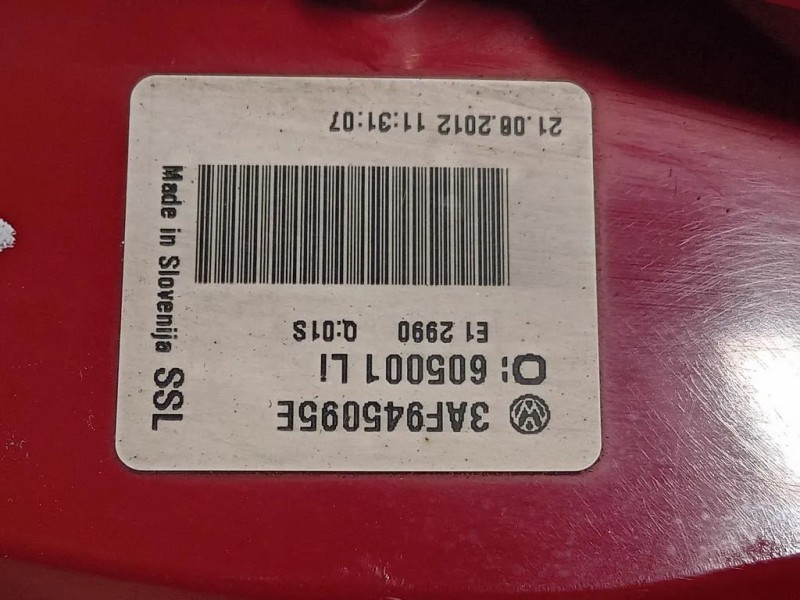 3AF945095E
O: 605001 Li
E1 2990 Q:01S
21.08.2012 11:31:07
Made in Slovenija SSL